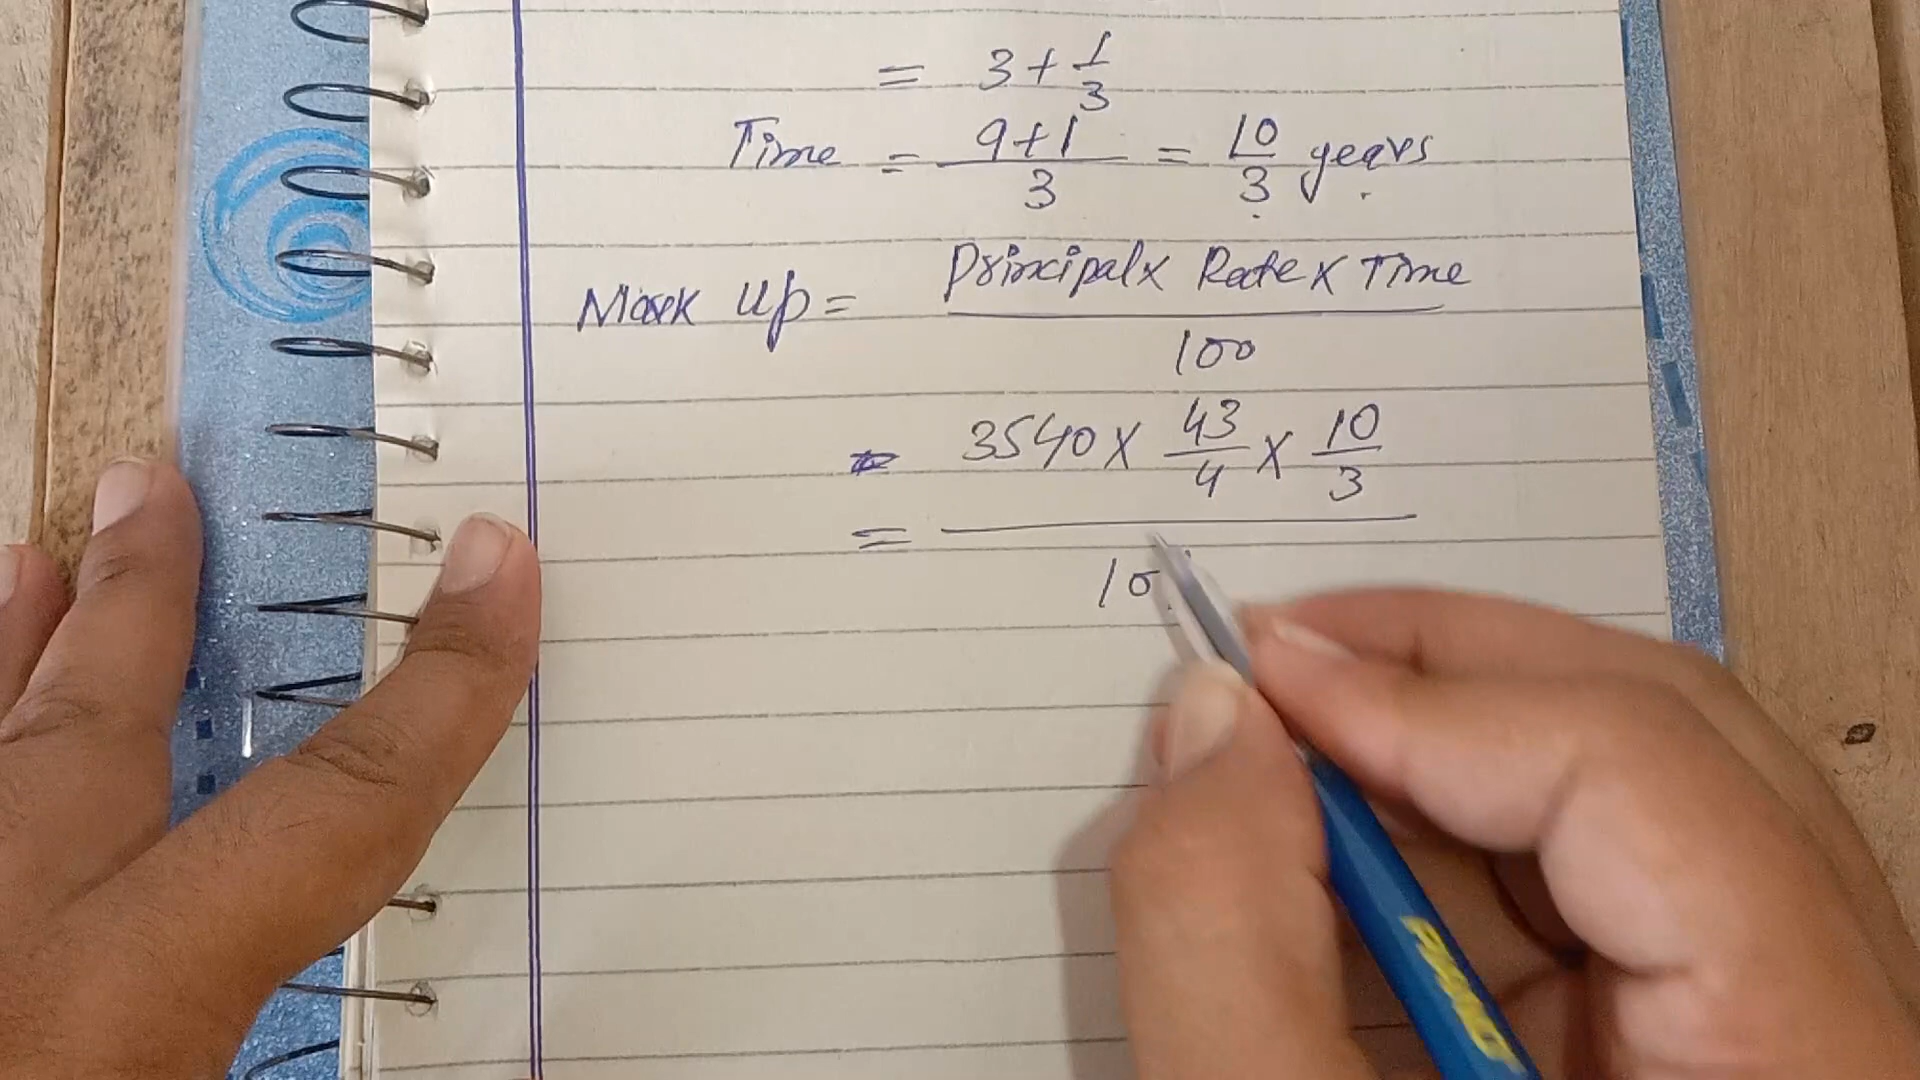 = 3 + 1/3
Time = 9+1/3 = 10/3 years
Mark Up = Principal x Rate x Time
100
= 3540 x 43/4 x 10/3
=
10